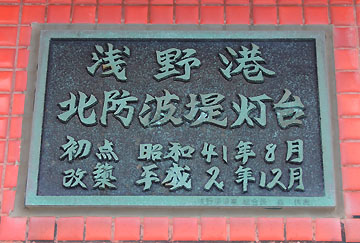 浅野港
北防波堤灯台
初点 昭和41年8月
改築 平成2年12月